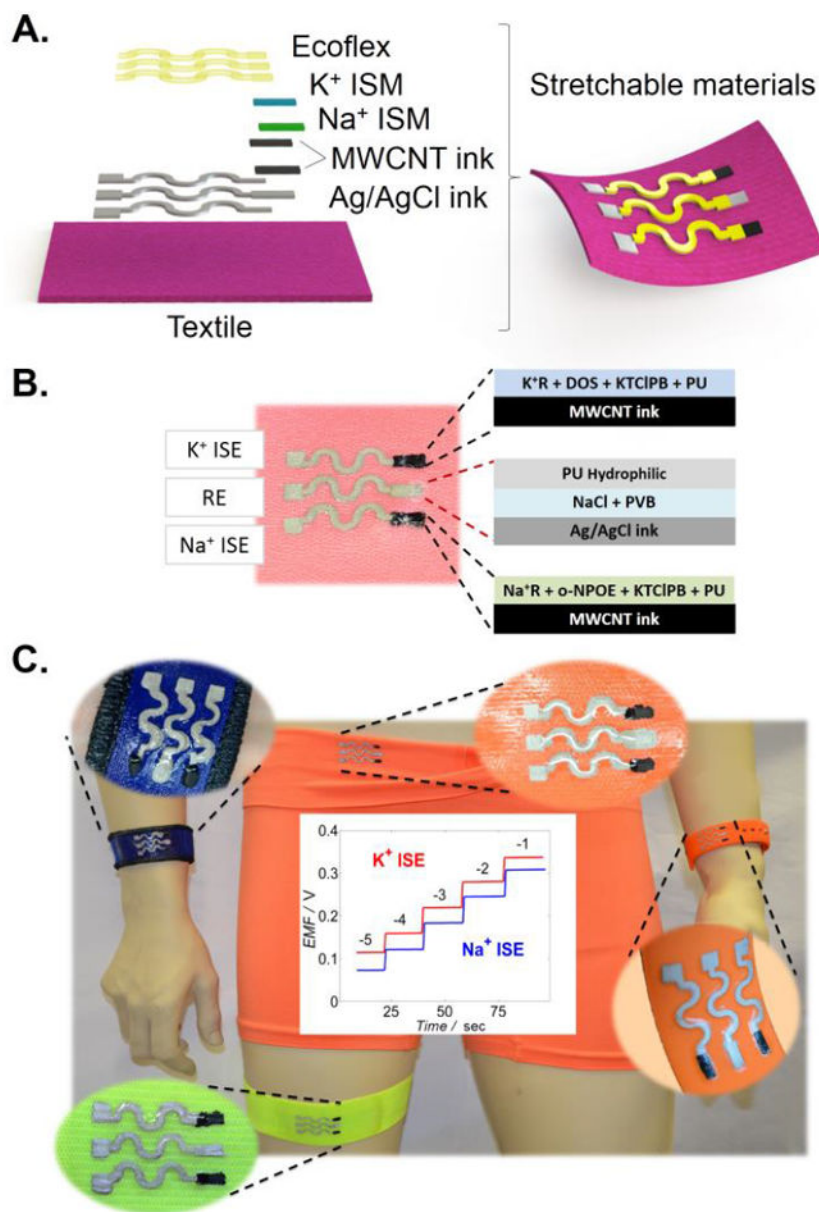 A.
Ecoflex
K⁺ ISM
Na⁺ ISM
MWCNT ink
Ag/AgCl ink
Textile
Stretchable materials
B.
K⁺ ISE
RE
Na⁺ ISE
K⁺R + DOS + KTClPB + PU
MWCNT ink
PU Hydrophilic
NaCl + PVB
Ag/AgCl ink
Na⁺R + o-NPOE + KTClPB + PU
MWCNT ink
C.
0.4
0.3
0.2
0.1
0
EMF / V
K⁺ ISE
-5
-4
-3
-2
-1
Na⁺ ISE
25
50
75
Time / sec